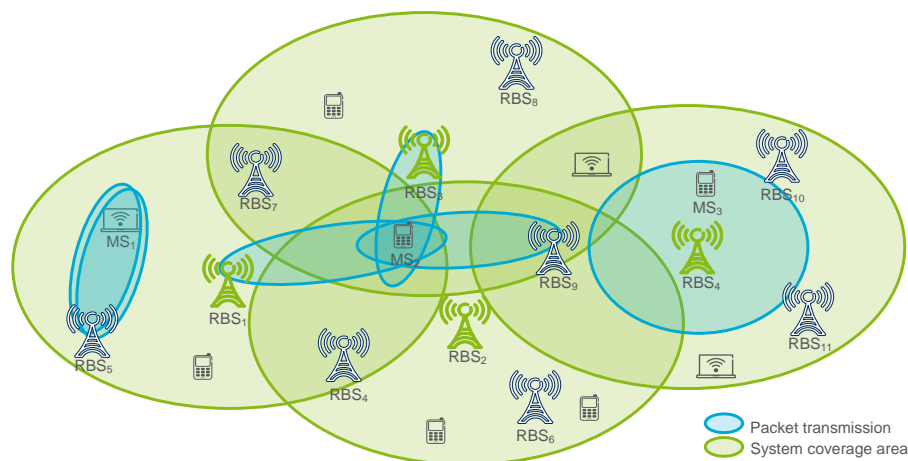 RBS₈
RBS₃
RBS₇
RBS₁₀
MS₃
MS₁
MS₂
RBS₉
RBS₄
RBS₁
RBS₅
RBS₂
RBS₁₁
RBS₄
RBS₆
Packet transmission
System coverage area